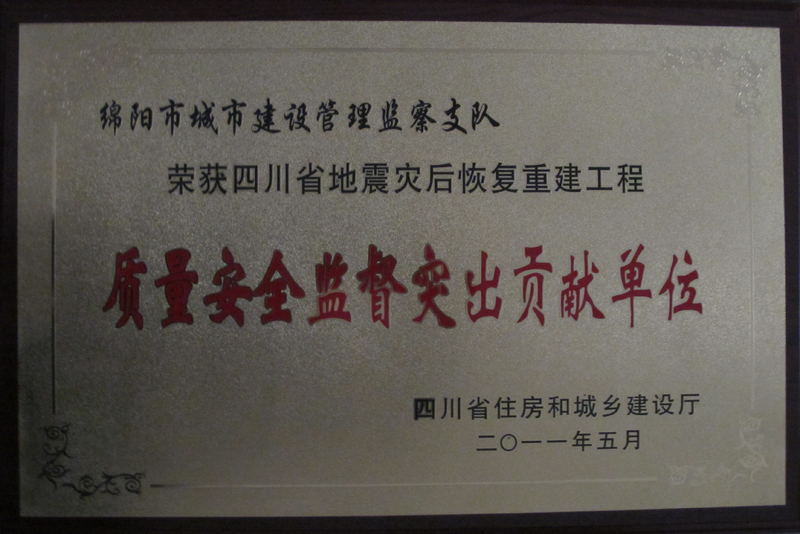 绵阳市城市建设管理监察支队
荣获四川省地震灾后恢复重建工程
质量安全监督突出贡献单位
四川省住房和城乡建设厅
二〇一一年五月